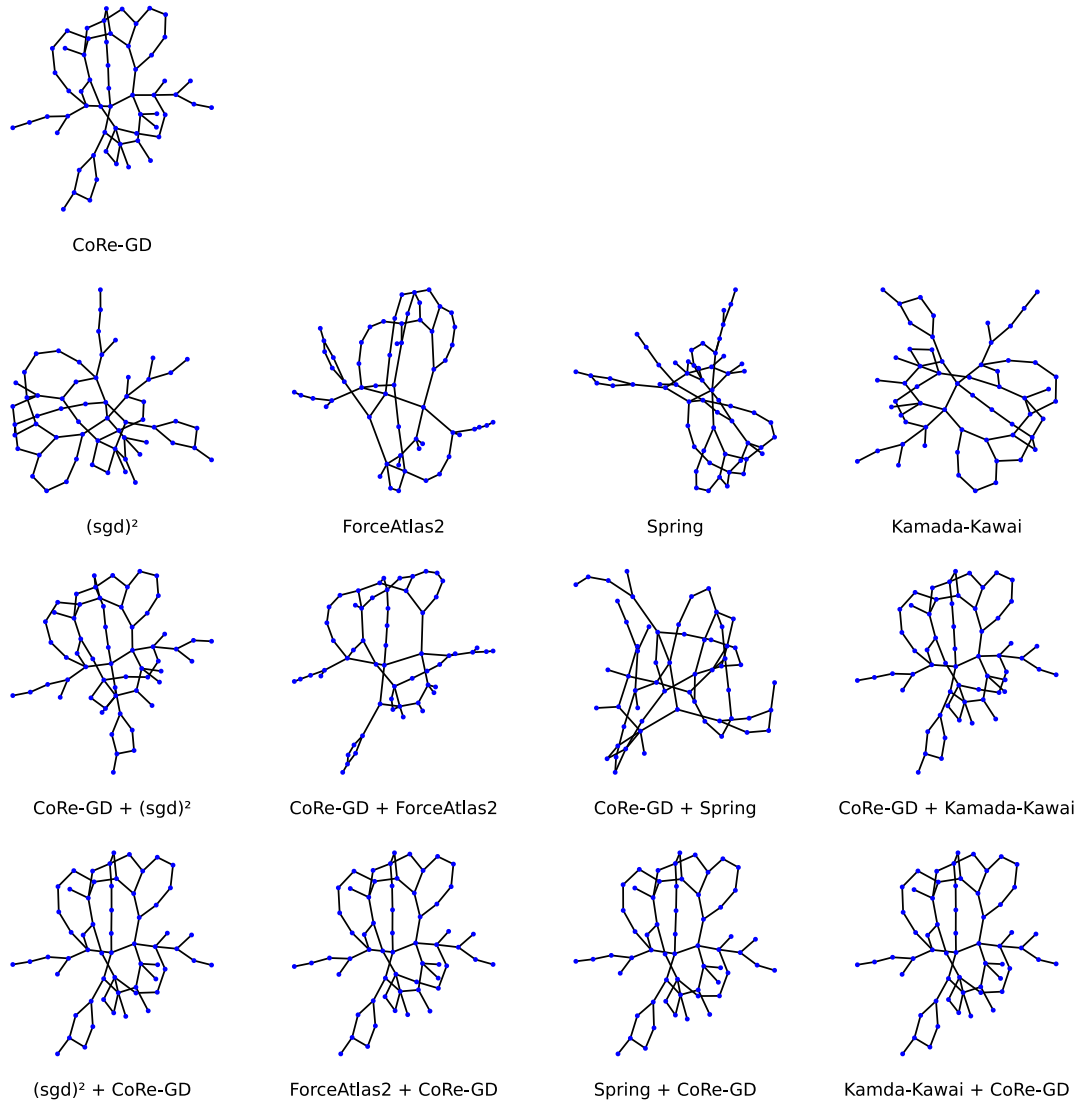 CoRe-GD
(sgd)²
ForceAtlas2
Spring
Kamada-Kawai
CoRe-GD + (sgd)²
CoRe-GD + ForceAtlas2
CoRe-GD + Spring
CoRe-GD + Kamada-Kawai
(sgd)² + CoRe-GD
ForceAtlas2 + CoRe-GD
Spring + CoRe-GD
Kamda-Kawai + CoRe-GD